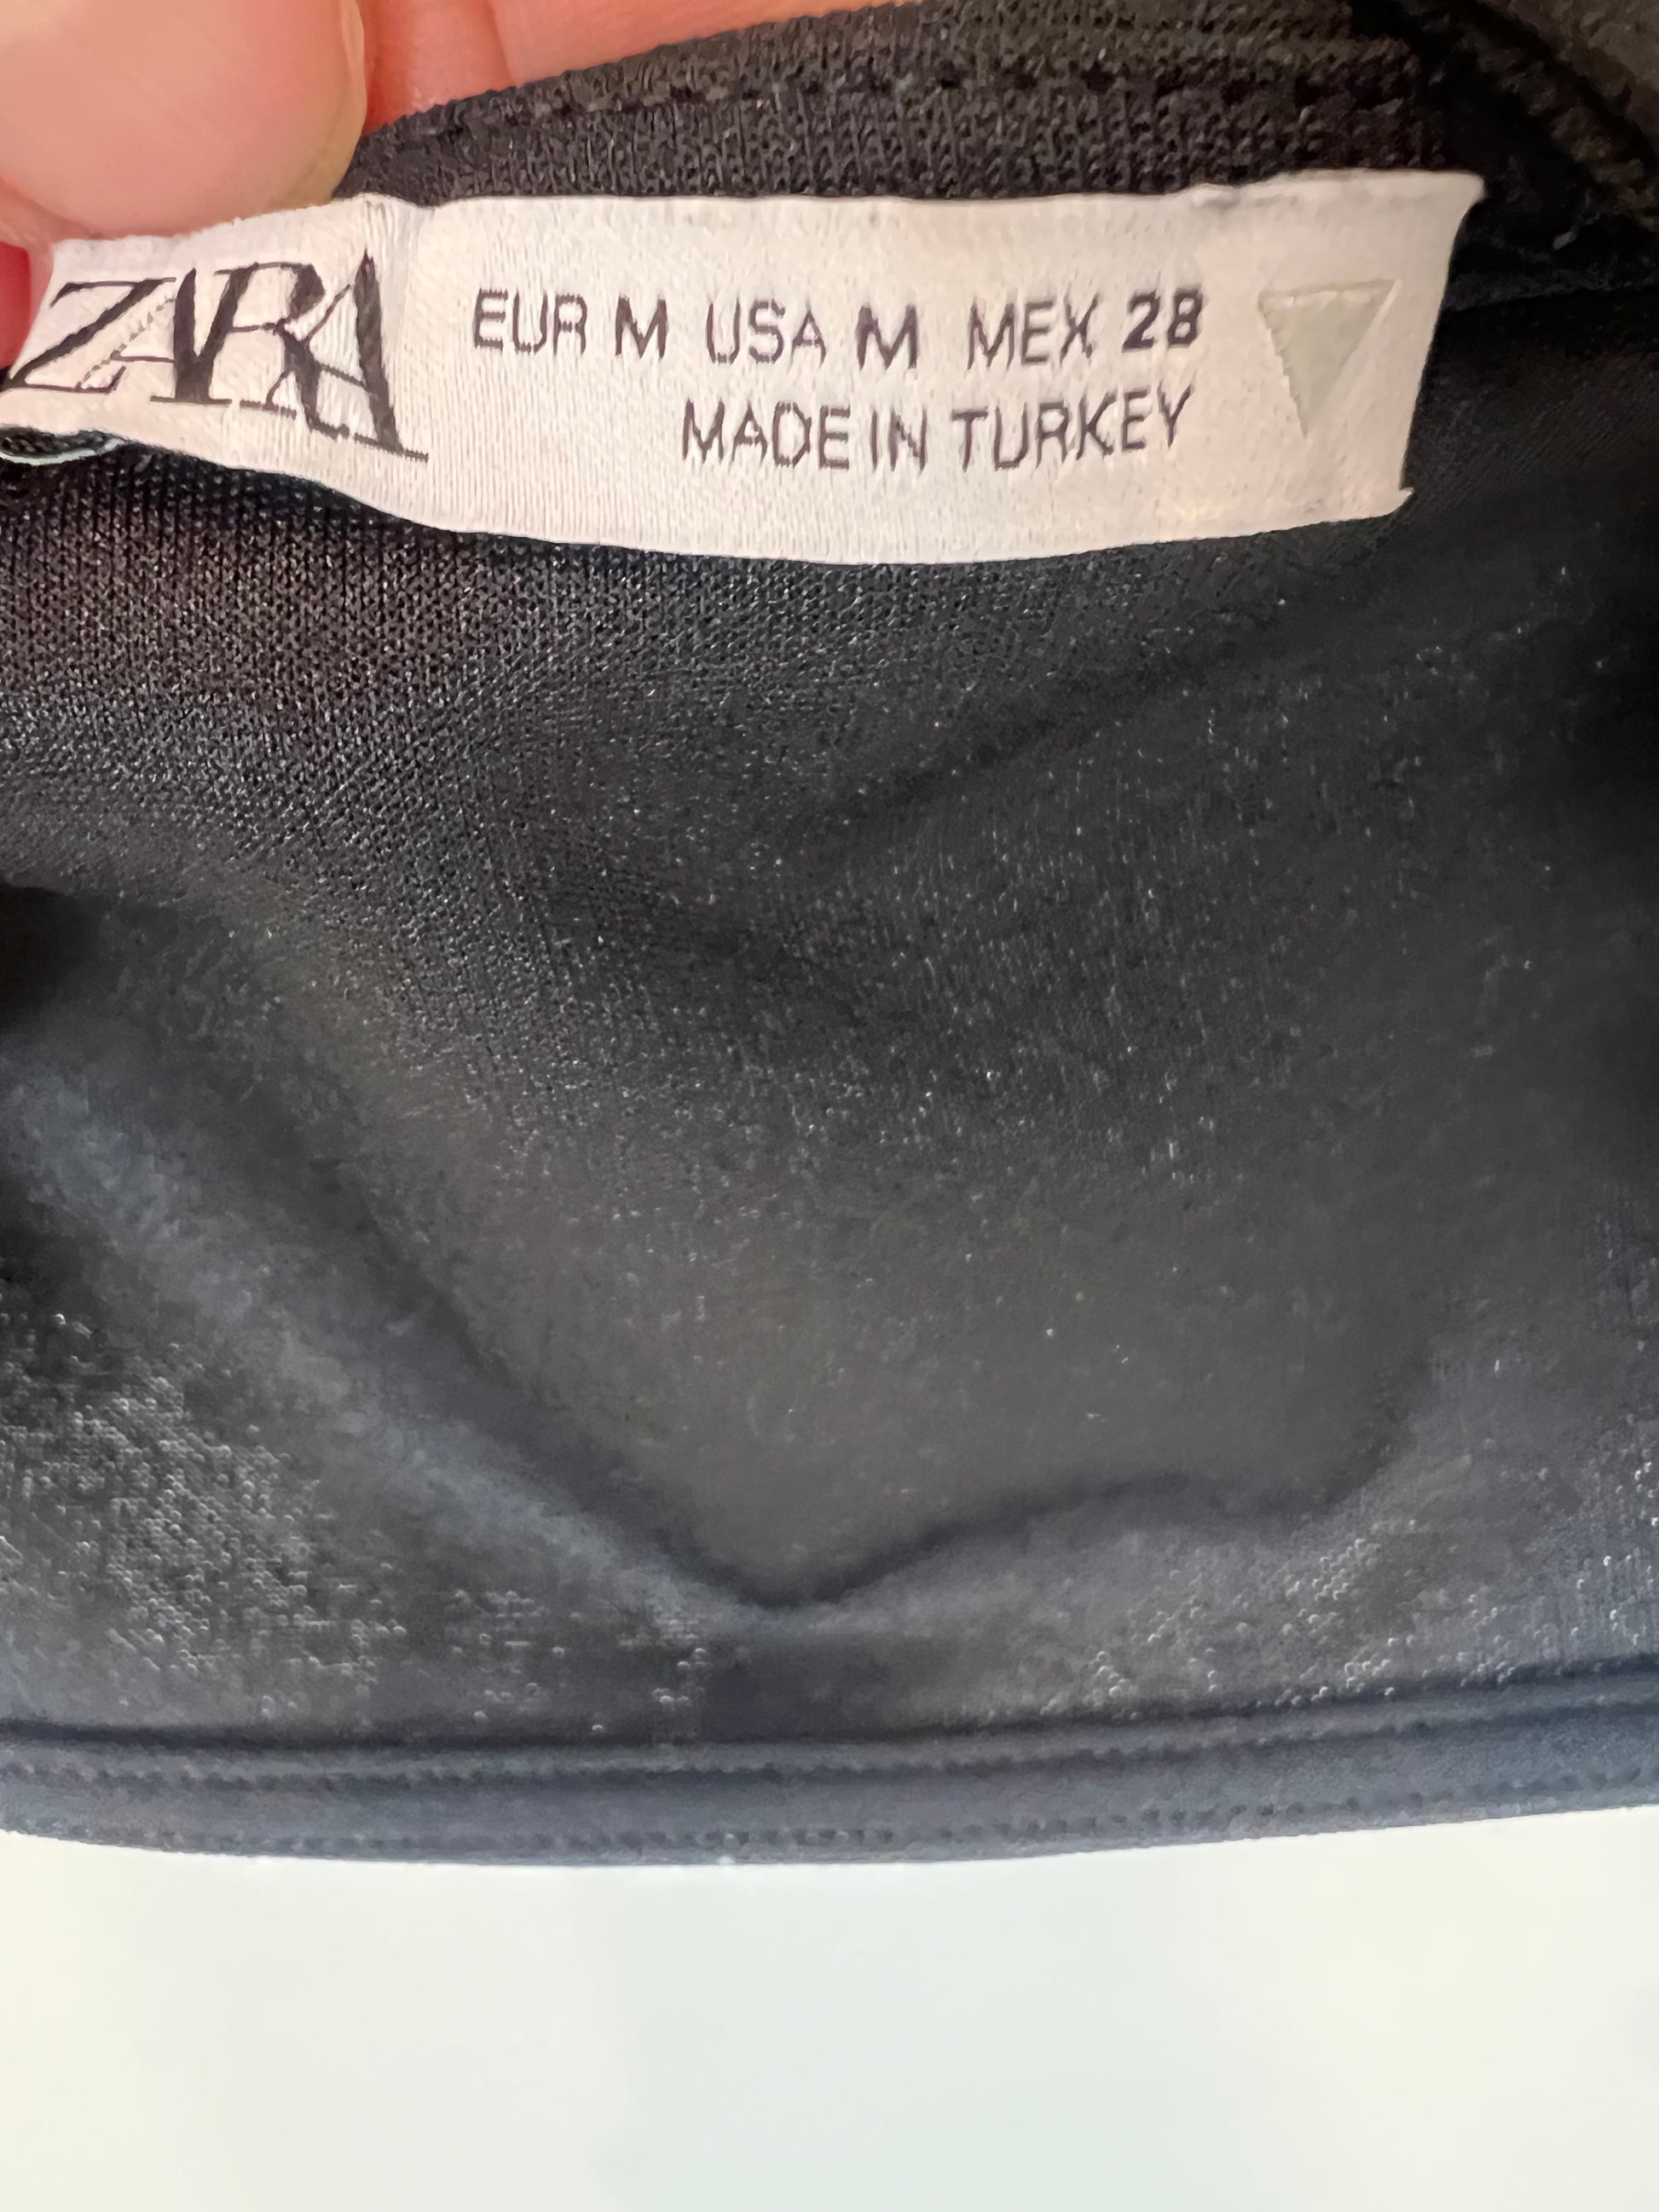 ZARA
EUR M USA M MEX 28
MADE IN TURKEY